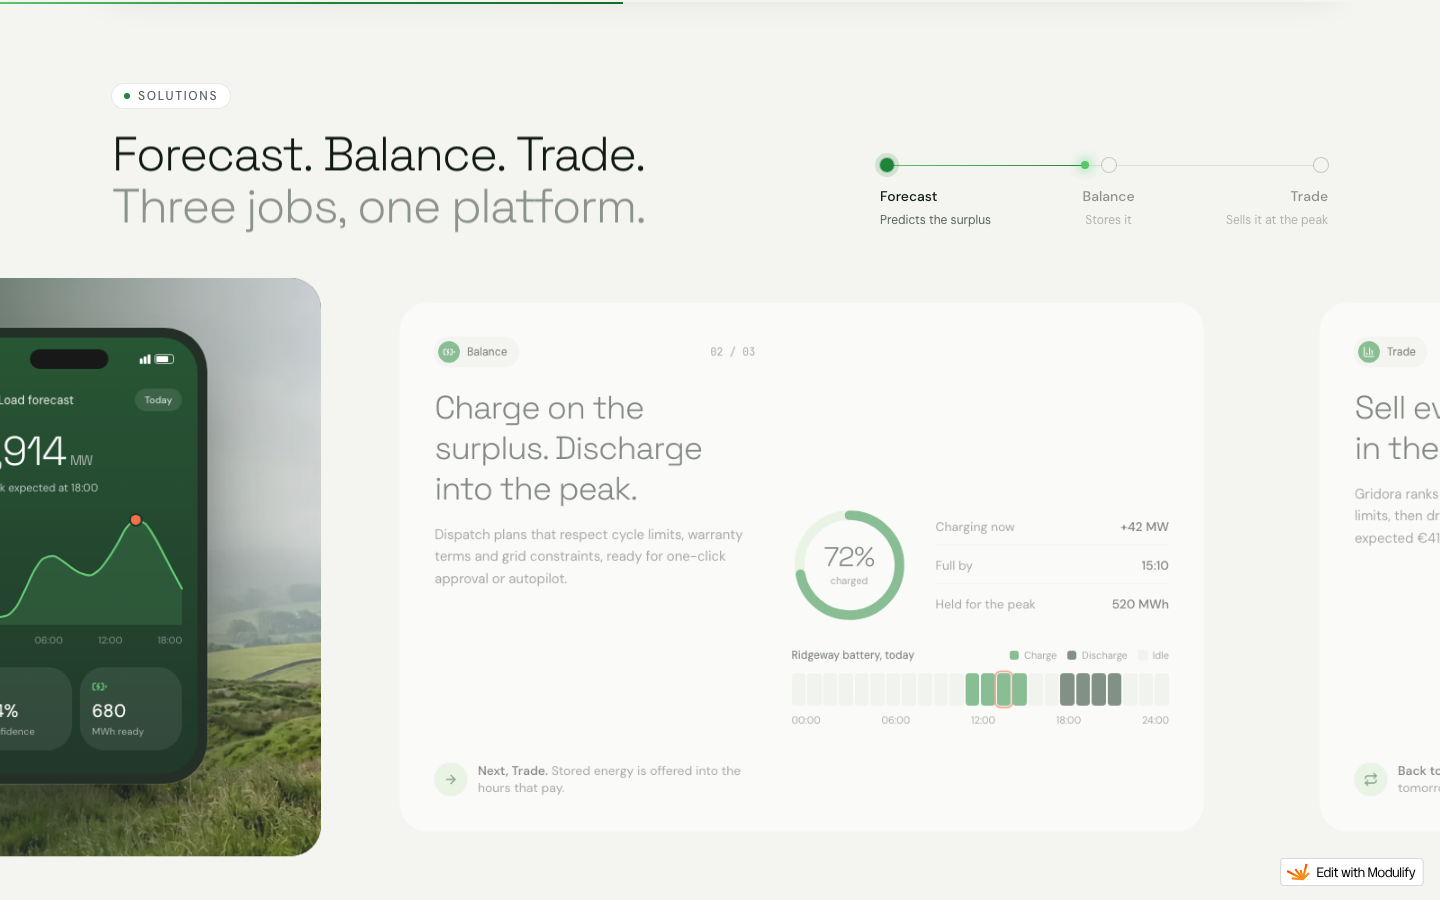 SOLUTIONS
Forecast. Balance. Trade.
Three jobs, one platform.
Forecast
Predicts the surplus
Balance
Stores it
Trade
Sells it at the peak
Load forecast
Today
,914 MW
expected at 18:00
06:00 12:00 18:00
4%
680
MWh ready
Balance
02 / 03
Charge on the
surplus. Discharge
into the peak.
Dispatch plans that respect cycle limits, warranty
terms and grid constraints, ready for one-click
approval or autopilot.
72%
charged
Charging now +42 MW
Full by 15:10
Held for the peak 520 MWh
Ridgeway battery, today
Charge Discharge Idle
00:00 06:00 12:00 18:00 24:00
Next, Trade. Stored energy is offered into the
hours that pay.
Trade
Sell
in the
Gridora ranks
limits, then
expected €41
Back to
Edit with Modulify